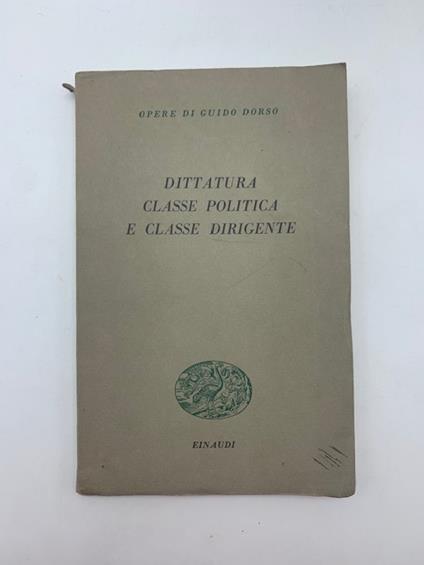 OPERE DI GUIDO DORSO
DITTATURA
CLASSE POLITICA
E CLASSE DIRIGENTE
EINAUDI